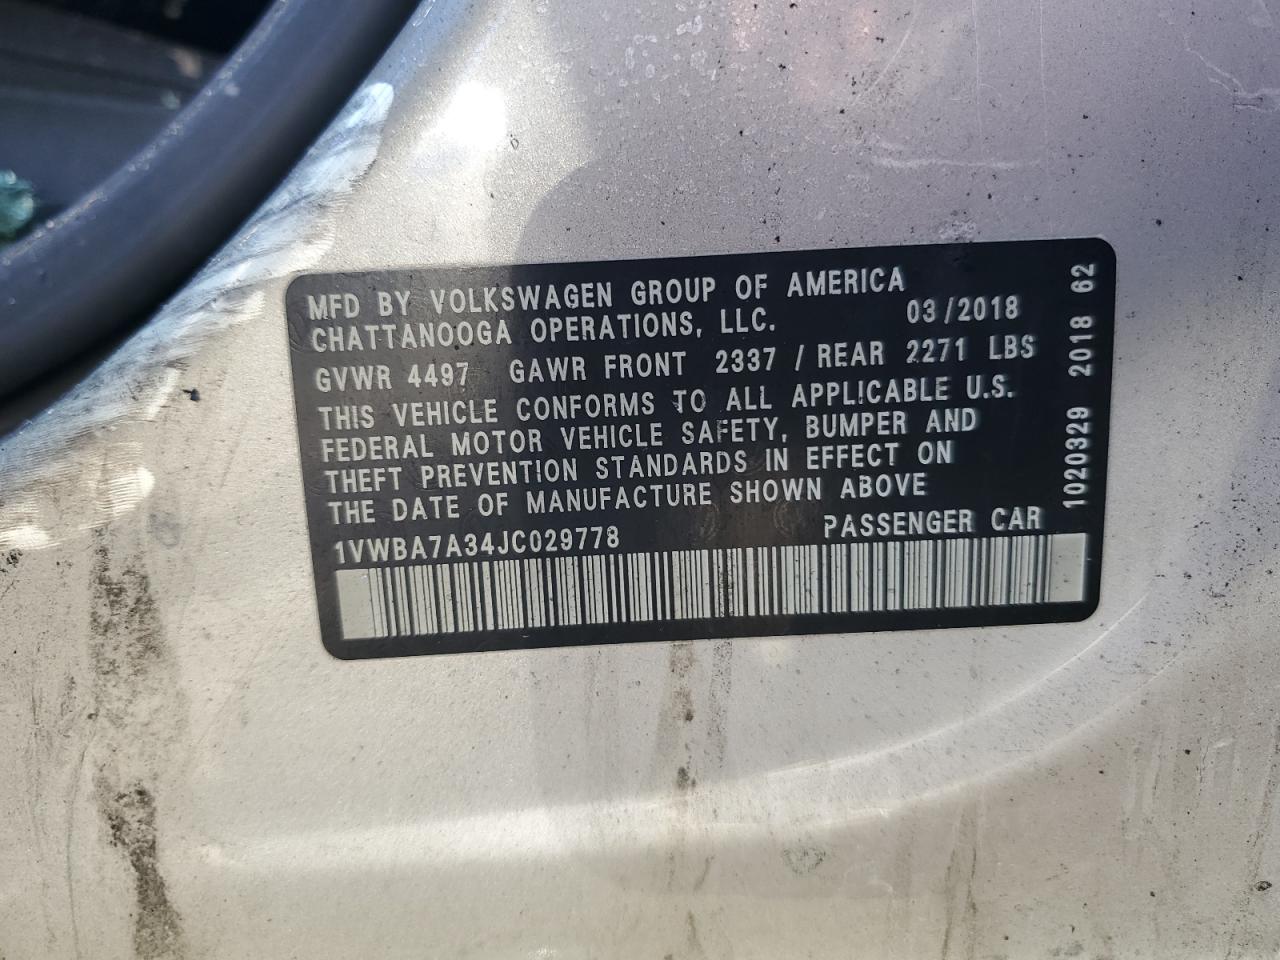 MFD BY VOLKSWAGEN GROUP OF AMERICA
CHATTANOOGA OPERATIONS, LLC. 03/2018
GVWR 4497 GAWR FRONT 2337 / REAR 2271 LBS
THIS VEHICLE CONFORMS TO ALL APPLICABLE U.S.
FEDERAL MOTOR VEHICLE SAFETY, BUMPER AND
THEFT PREVENTION STANDARDS IN EFFECT ON
THE DATE OF MANUFACTURE SHOWN ABOVE
1VWBA7A34JC029778 PASSENGER CAR
1020329 2018 62